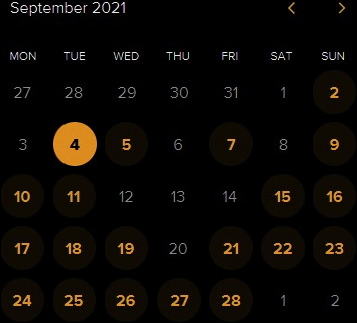 September 2021
MON TUE WED THU FRI SAT SUN
27 28 29 30 31 1 2
3 4 5 6 7 8 9
10 11 12 13 14 15 16
17 18 19 20 21 22 23
24 25 26 27 28 1 2